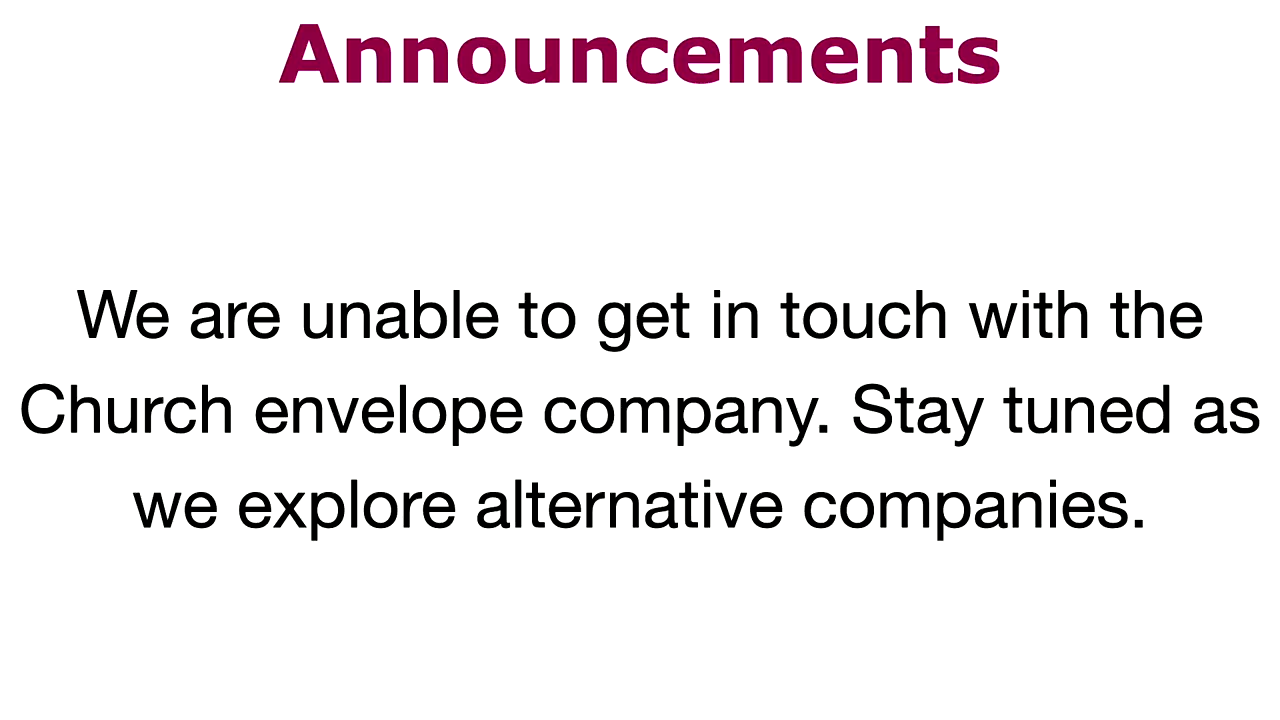 Announcements
We are unable to get in touch with the
Church envelope company. Stay tuned as
we explore alternative companies.